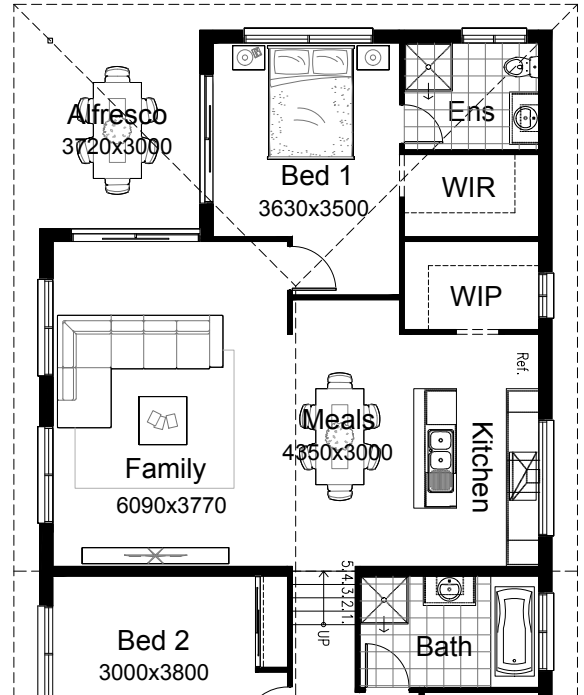 Alfresco
3720x3000
Ens
Bed 1
3630x3500
WIR
WIP
Ref.
Meals
4350x3000
Kitchen
Family
6090x3770
5.4.3.2.1.
UP
Bed 2
3000x3800
Bath